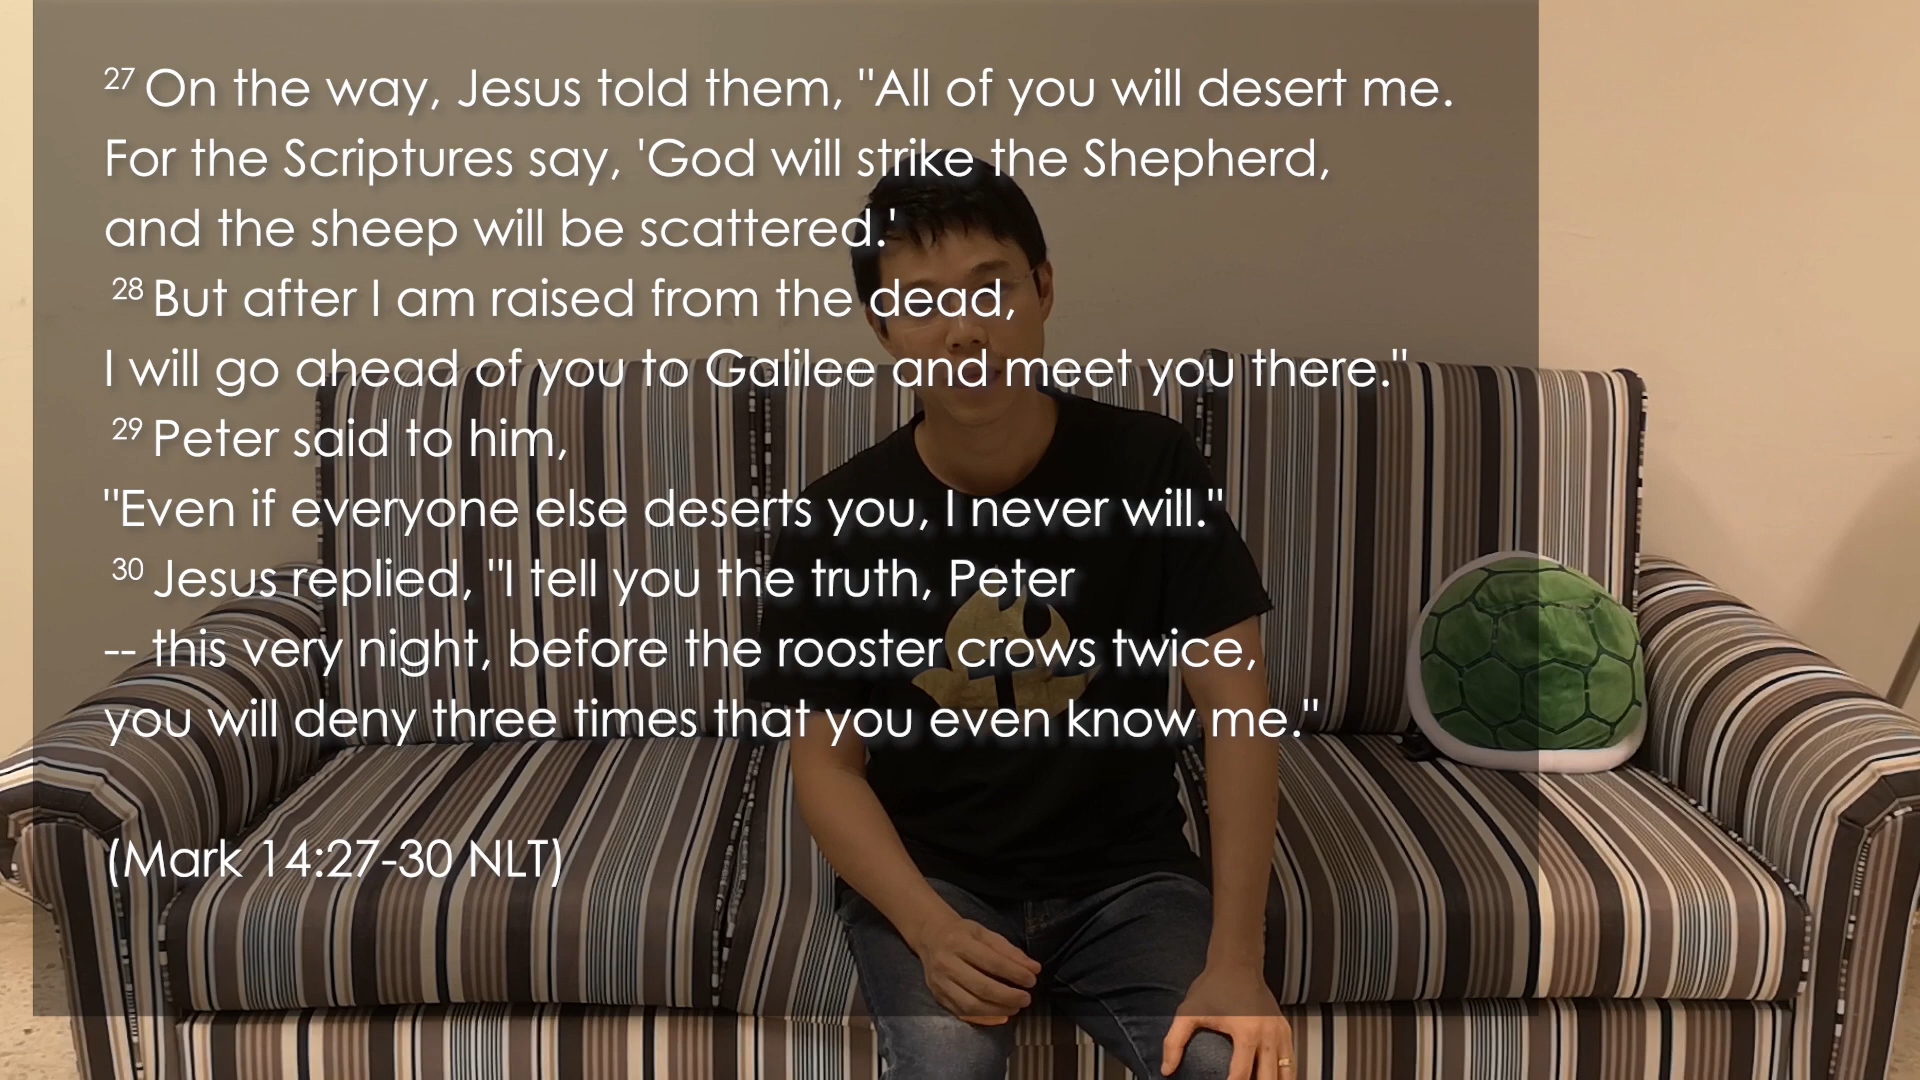 27 On the way, Jesus told them, "All of you will desert me.
For the Scriptures say, 'God will strike the Shepherd,
and the sheep will be scattered.'
28 But after I am raised from the dead,
I will go ahead of you to Galilee and meet you there."
29 Peter said to him,
"Even if everyone else deserts you, I never will."
30 Jesus replied, "I tell you the truth, Peter
-- this very night, before the rooster crows twice,
you will deny three times that you even know me."
(Mark 14:27-30 NLT)